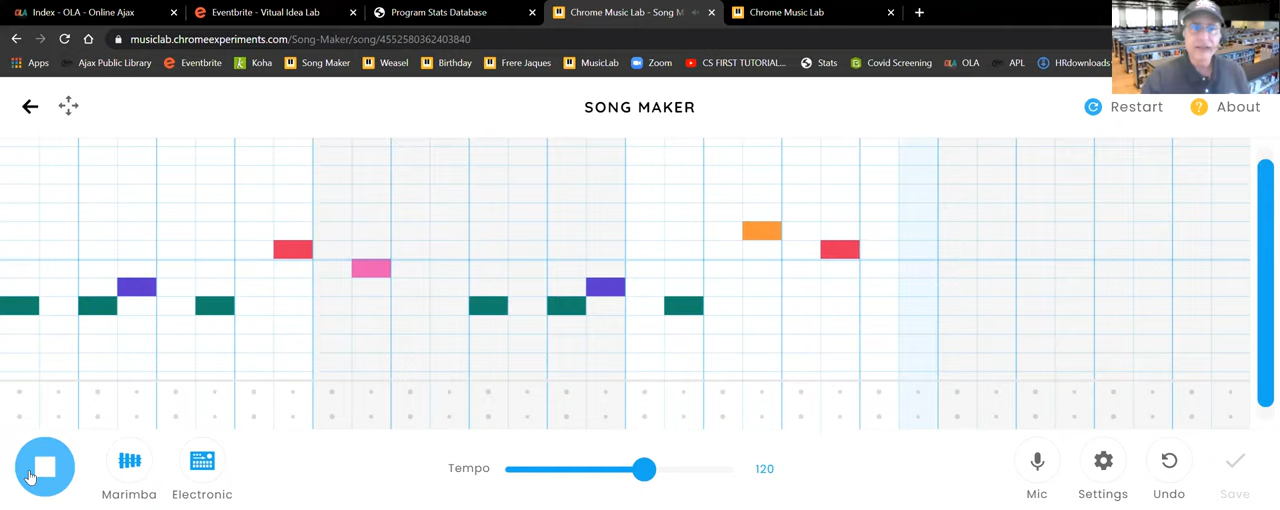 OLA Index - OLA - Online Ajax
Eventbrite - Vitual Idea Lab
Program Stats Database
Chrome Music Lab - Song M
Chrome Music Lab
musiclab.chromeexperiments.com/Song-Maker/song/4552580362403840
Apps Ajax Public Library Eventbrite Koha Song Maker Weasel Birthday Frere Jaques MusicLab Zoom CS FIRST TUTORIAL... Stats Covid Screening OLA APL HRdownloads
SONG MAKER
Restart
? About
Tempo 120
Marimba Electronic
Mic Settings Undo Save